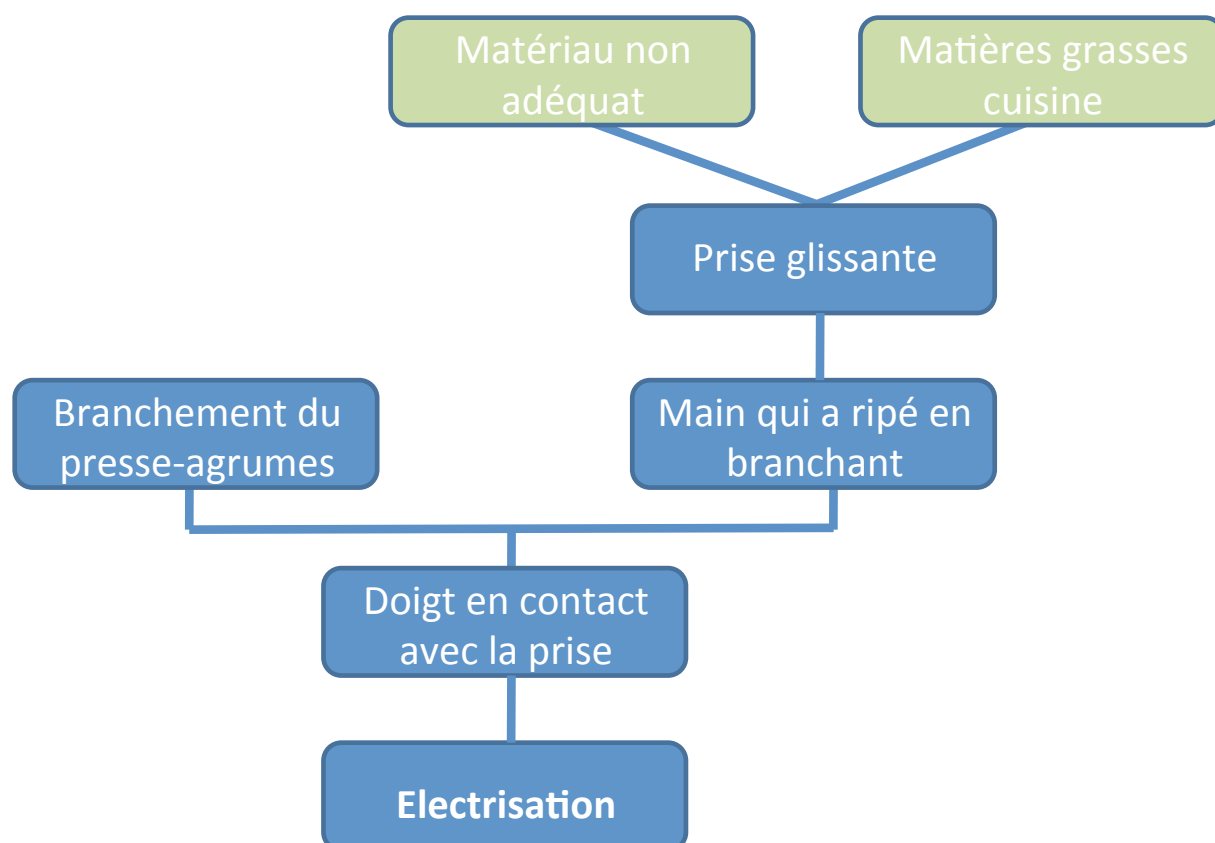 Matériau non
adéquat
Matières grasses
cuisine
Prise glissante
Branchement du
presse-agrumes
Main qui a ripé en
branchant
Doigt en contact
avec la prise
Electrisation